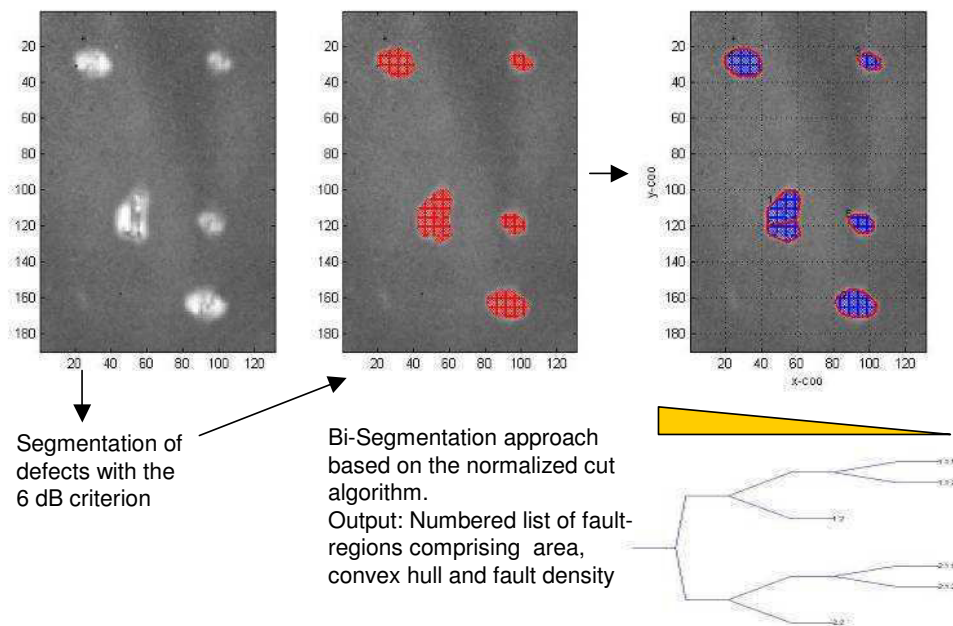 20
40
60
80
100
120
140
160
180
20 40 60 80 100 120
20
40
60
80
100
120
140
160
180
20 40 60 80 100 120
20
40
60
80
100
120
140
160
180
y-coo
20 40 60 80 100 120
x-coo
Segmentation of
defects with the
6 dB criterion
Bi-Segmentation approach
based on the normalized cut
algorithm.
Output: Numbered list of fault-
regions comprising area,
convex hull and fault density